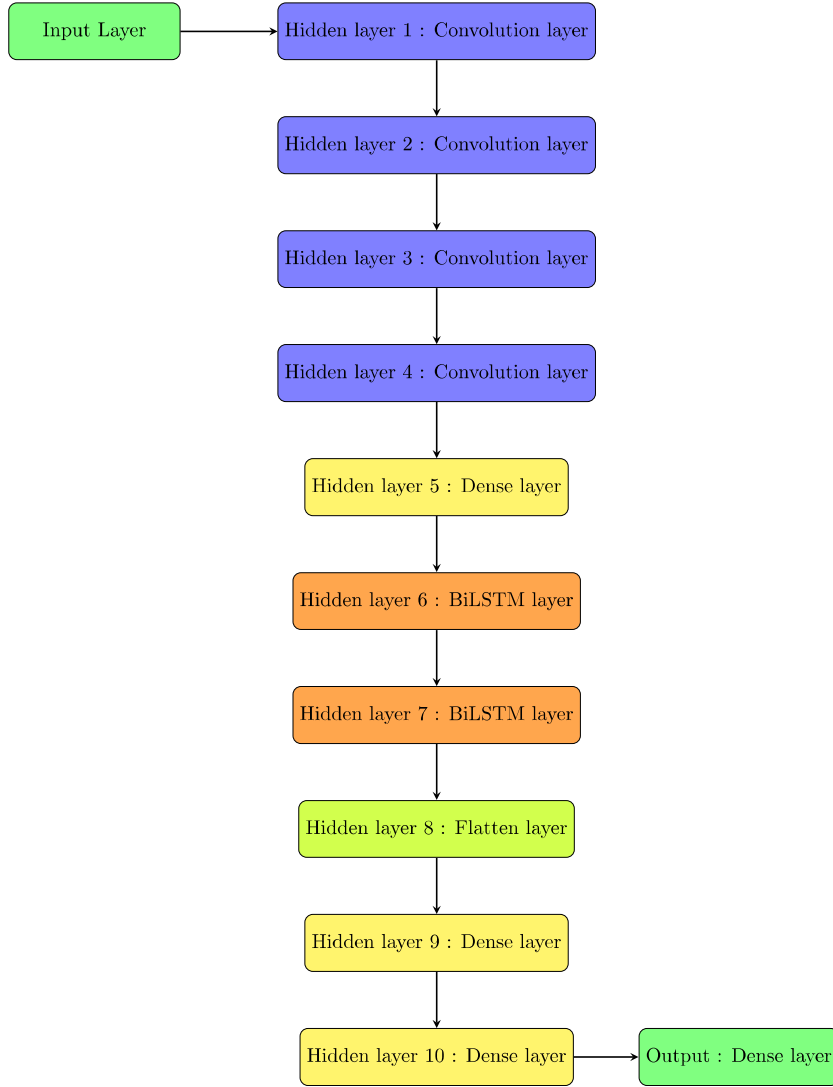 Input Layer
Hidden layer 1 : Convolution layer
Hidden layer 2 : Convolution layer
Hidden layer 3 : Convolution layer
Hidden layer 4 : Convolution layer
Hidden layer 5 : Dense layer
Hidden layer 6 : BiLSTM layer
Hidden layer 7 : BiLSTM layer
Hidden layer 8 : Flatten layer
Hidden layer 9 : Dense layer
Hidden layer 10 : Dense layer
Output : Dense layer